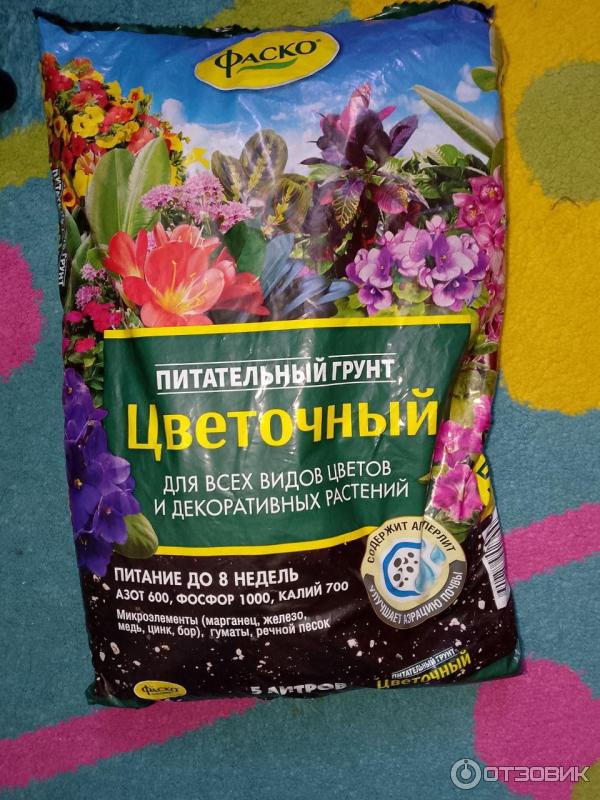 ФАСКО®
ПИТАТЕЛЬНЫЙ ГРУНТ
Цветочный
ДЛЯ ВСЕХ ВИДОВ ЦВЕТОВ
И ДЕКОРАТИВНЫХ РАСТЕНИЙ
СОДЕРЖИТ АГРОПЕРЛИТ
УЛУЧШАЕТ АЭРАЦИЮ ПОЧВЫ
ПИТАНИЕ ДО 8 НЕДЕЛЬ
АЗОТ 600, ФОСФОР 1000, КАЛИЙ 700
Микроэлементы (марганец, железо,
медь, цинк, бор), гуматы, речной песок
ФАСКО
5 ЛИТРОВ
ПИТАТЕЛЬНЫЙ ГРУНТ
Цветочный
ОТЗОВИК